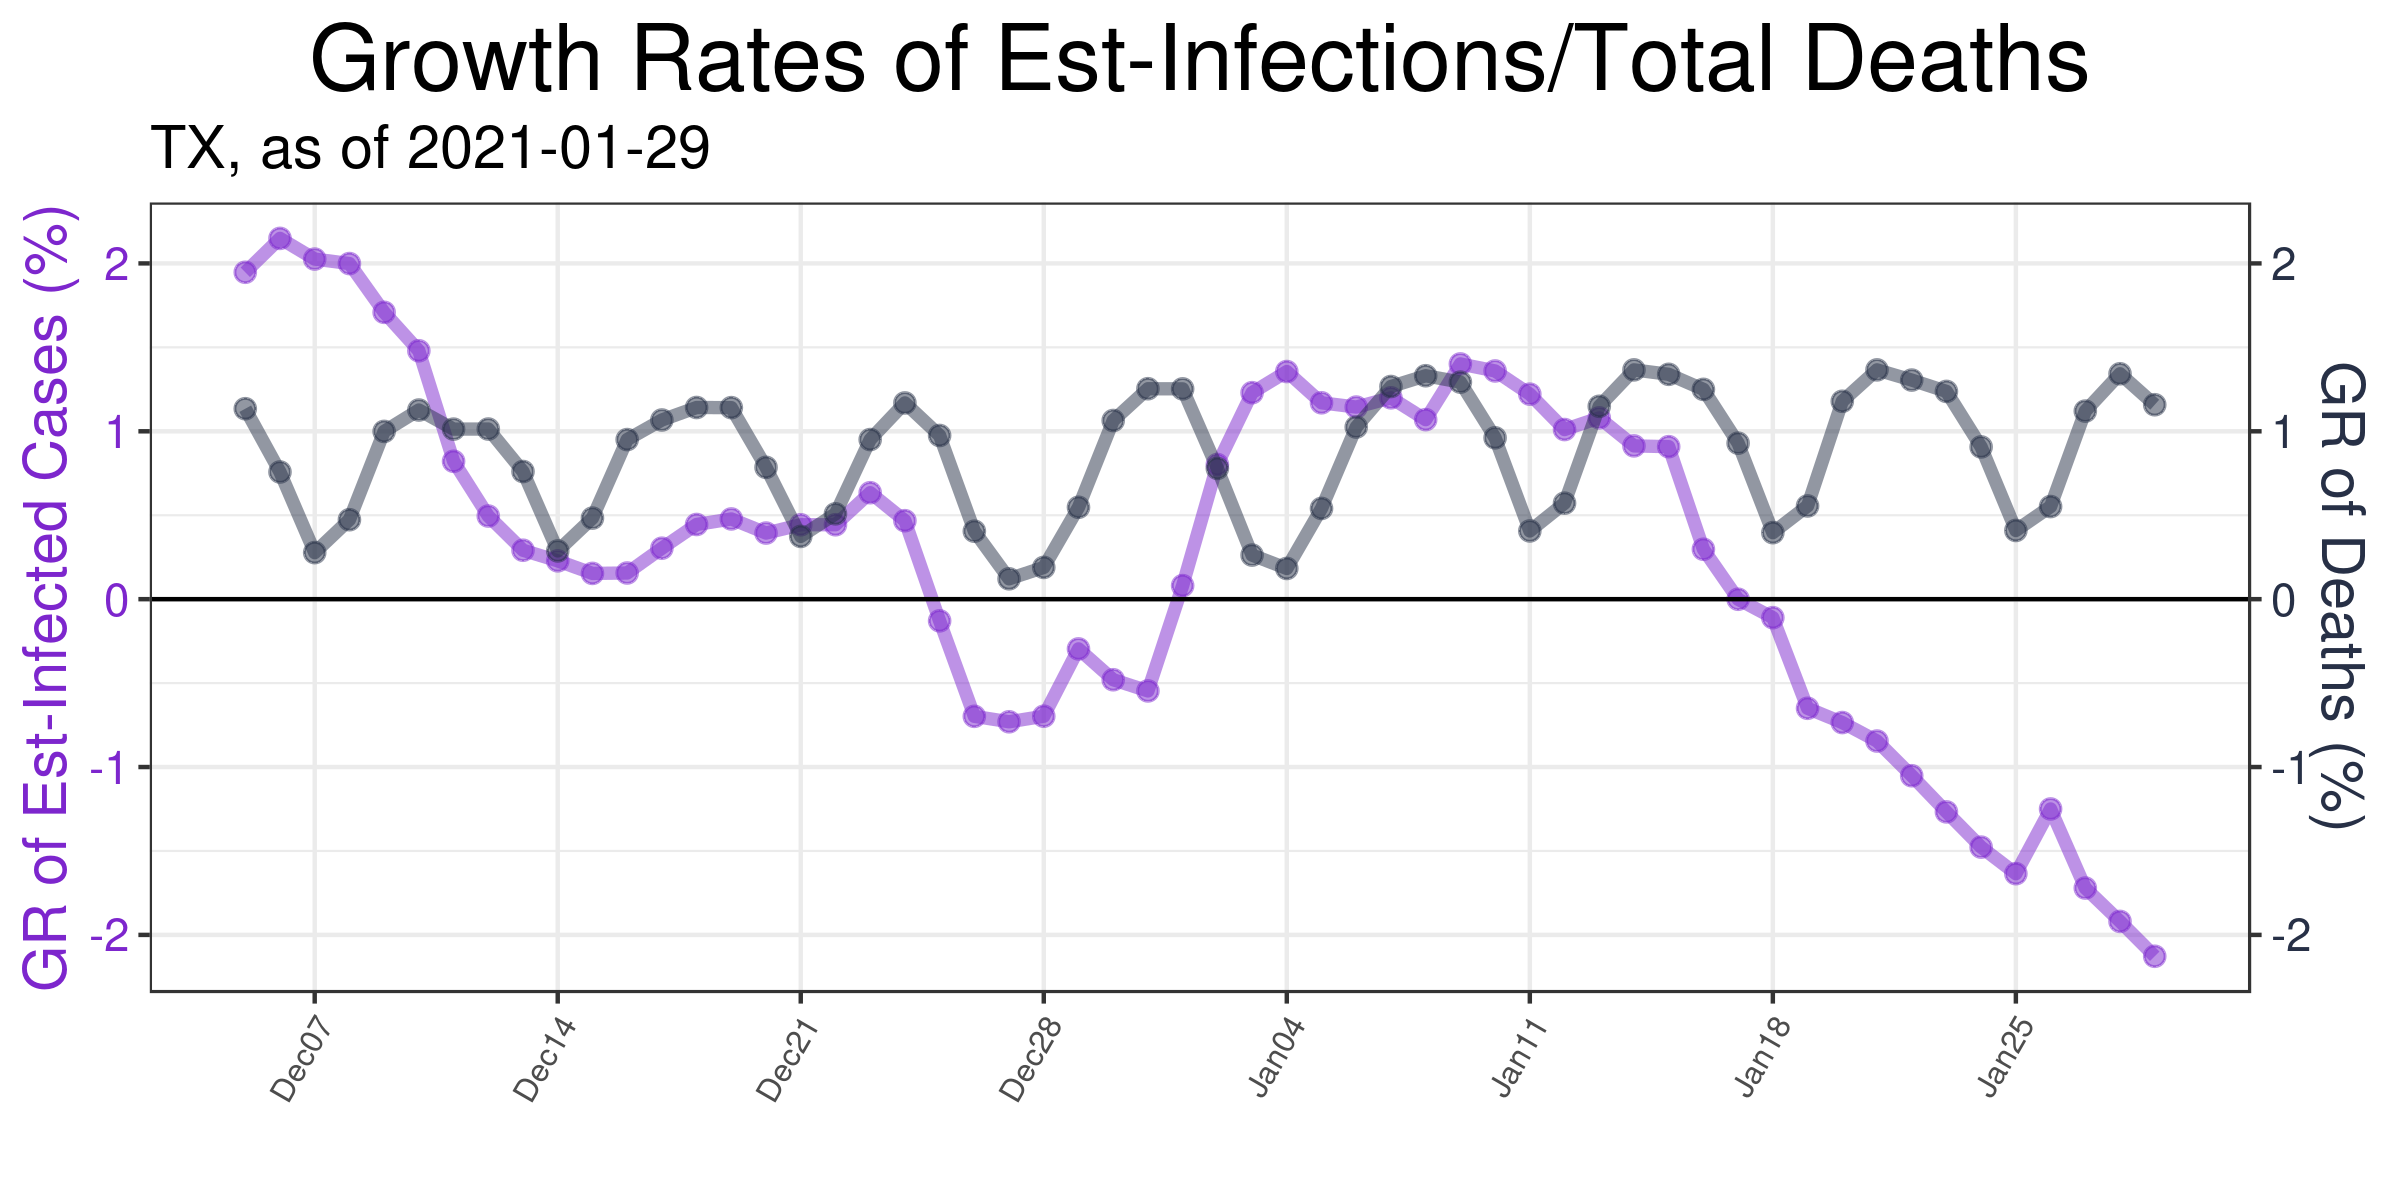 Growth Rates of Est-Infections/Total Deaths
TX, as of 2021-01-29
GR of Est-Infected Cases (%)
2
1
0
-1
-2
2
1
0
-1
-2
GR of Deaths (%)
Dec07
Dec14
Dec21
Dec28
Jan04
Jan11
Jan18
Jan25